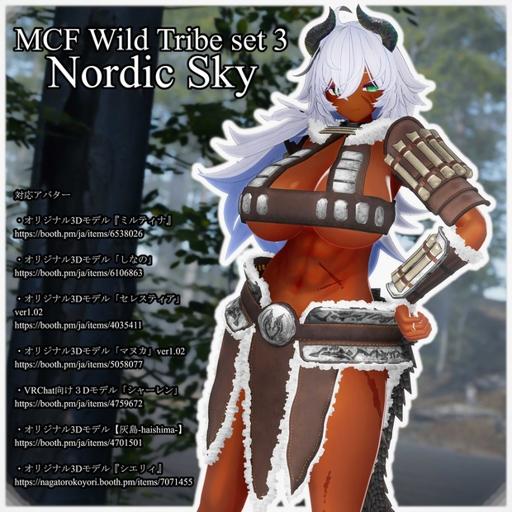 MCF Wild Tribe set 3
Nordic Sky
対応アバター
・オリジナル3Dモデル『ミルティナ』
https://booth.pm/ja/items/6538026
・オリジナル3Dモデル「しなの」
https://booth.pm/ja/items/6106863
・オリジナル3Dモデル「セレスティア」
ver1.02
https://booth.pm/ja/items/4035411
・オリジナル3Dモデル「マヌカ」ver1.02
https://booth.pm/ja/items/5058077
・VRChat向け３Dモデル「シャーレン」
https://booth.pm/ja/items/4759672
・オリジナル3Dモデル【灰島-haishima-】
https://booth.pm/ja/items/4701501
・オリジナル3Dモデル『シエリィ』
https://nagatorokoyori.booth.pm/items/7071455